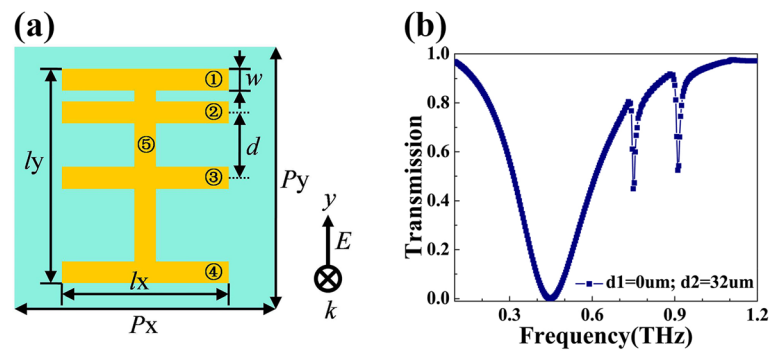 (a)
①
w
②
⑤
d
ly
③
Py
④
lx
Px
y
E
k
(b)
Transmission
1.0
0.8
0.6
0.4
0.2
0.0
d1=0um; d2=32um
0.3 0.6 0.9 1.2
Frequency(THz)